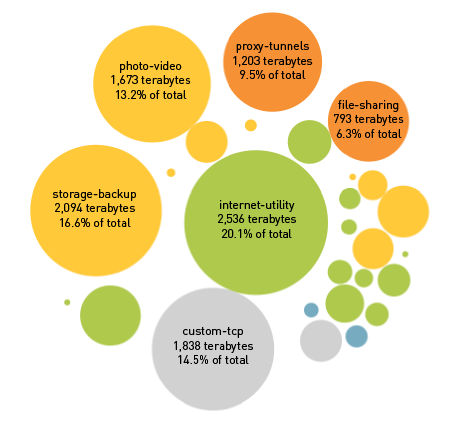 proxy-tunnels
1,203 terabytes
9.5% of total
photo-video
1,673 terabytes
13.2% of total
file-sharing
793 terabytes
6.3% of total
storage-backup
2,094 terabytes
16.6% of total
internet-utility
2,536 terabytes
20.1% of total
custom-tcp
1,838 terabytes
14.5% of total